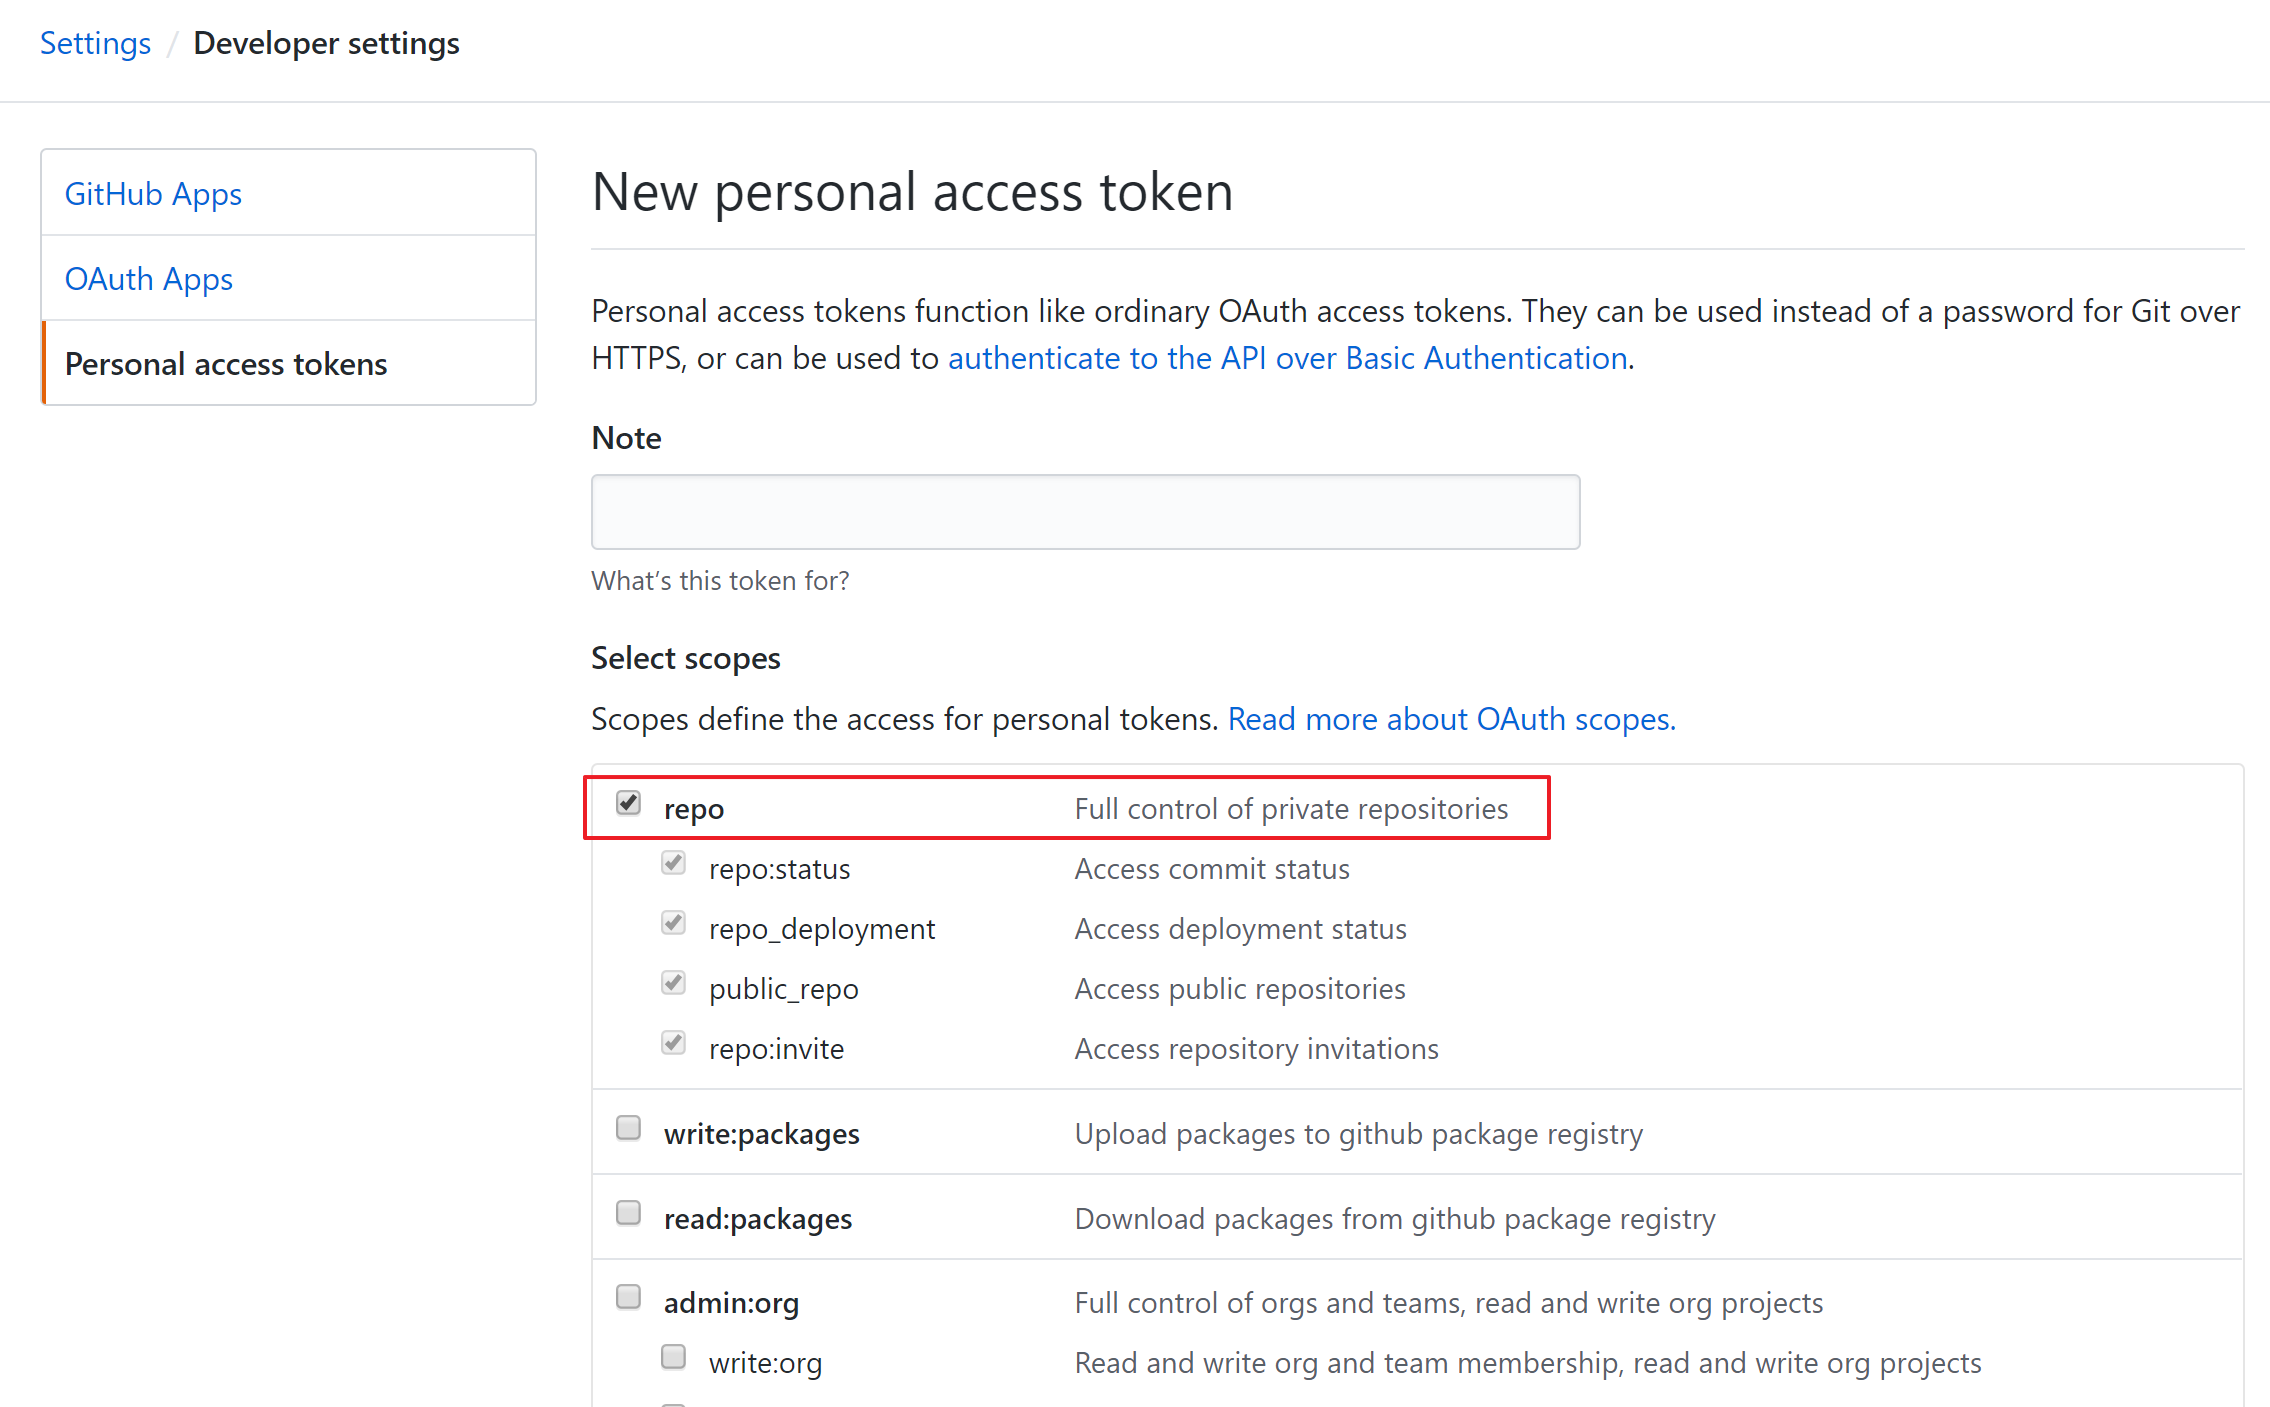 Settings / Developer settings
GitHub Apps
OAuth Apps
Personal access tokens
New personal access token
Personal access tokens function like ordinary OAuth access tokens. They can be used instead of a password for Git over
HTTPS, or can be used to authenticate to the API over Basic Authentication.
Note
What's this token for?
Select scopes
Scopes define the access for personal tokens. Read more about OAuth scopes.
repo Full control of private repositories
repo:status Access commit status
repo_deployment Access deployment status
public_repo Access public repositories
repo:invite Access repository invitations
write:packages Upload packages to github package registry
read:packages Download packages from github package registry
admin:org Full control of orgs and teams, read and write org projects
write:org Read and write org and team membership, read and write org projects